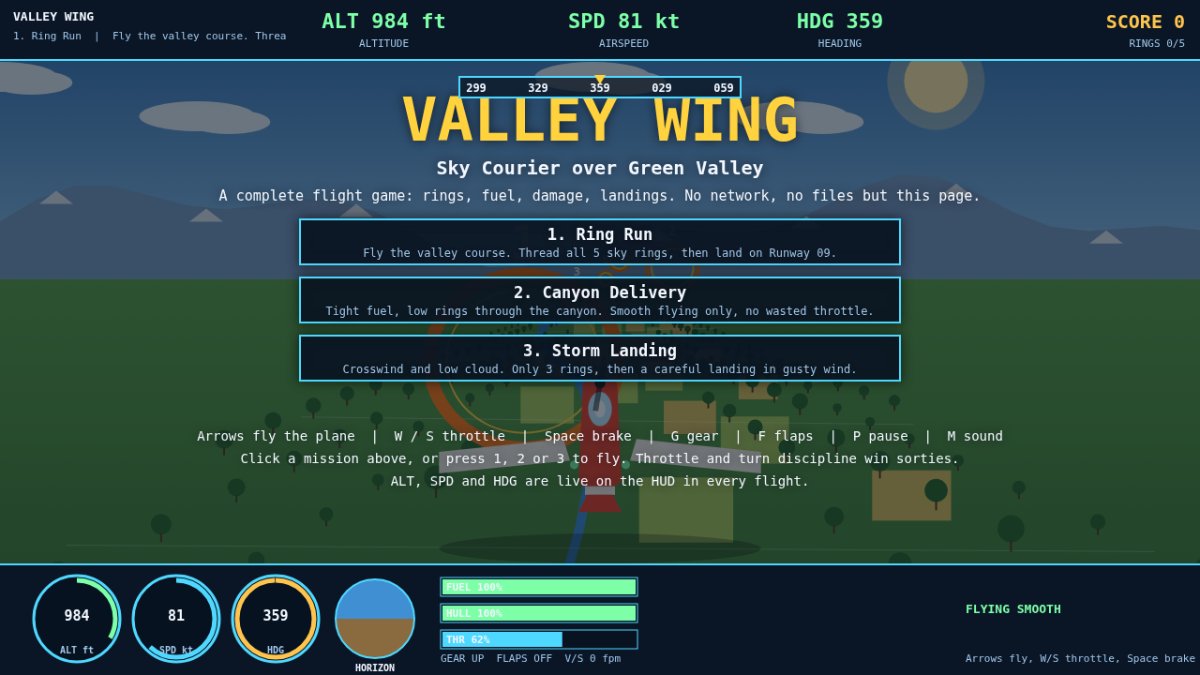 VALLEY WING
1. Ring Run | Fly the valley course. Threa
ALT 984 ft
ALTITUDE
SPD 81 kt
AIRSPEED
HDG 359
HEADING
SCORE 0
RINGS 0/5
299 329 359 029 059
VALLEY WING
Sky Courier over Green Valley
A complete flight game: rings, fuel, damage, landings. No network, no files but this page.
1. Ring Run
Fly the valley course. Thread all 5 sky rings, then land on Runway 09.
3
2. Canyon Delivery
Tight fuel, low rings through the canyon. Smooth flying only, no wasted throttle.
3. Storm Landing
Crosswind and low cloud. Only 3 rings, then a careful landing in gusty wind.
Arrows fly the plane | W / S throttle | Space brake | G gear | F flaps | P pause | M sound
Click a mission above, or press 1, 2 or 3 to fly. Throttle and turn discipline win sorties.
ALT, SPD and HDG are live on the HUD in every flight.
984
ALT ft
81
SPD kt
359
HDG
HORIZON
FUEL 100%
HULL 100%
THR 62%
GEAR UP FLAPS OFF V/S 0 fpm
FLYING SMOOTH
Arrows fly, W/S throttle, Space brake